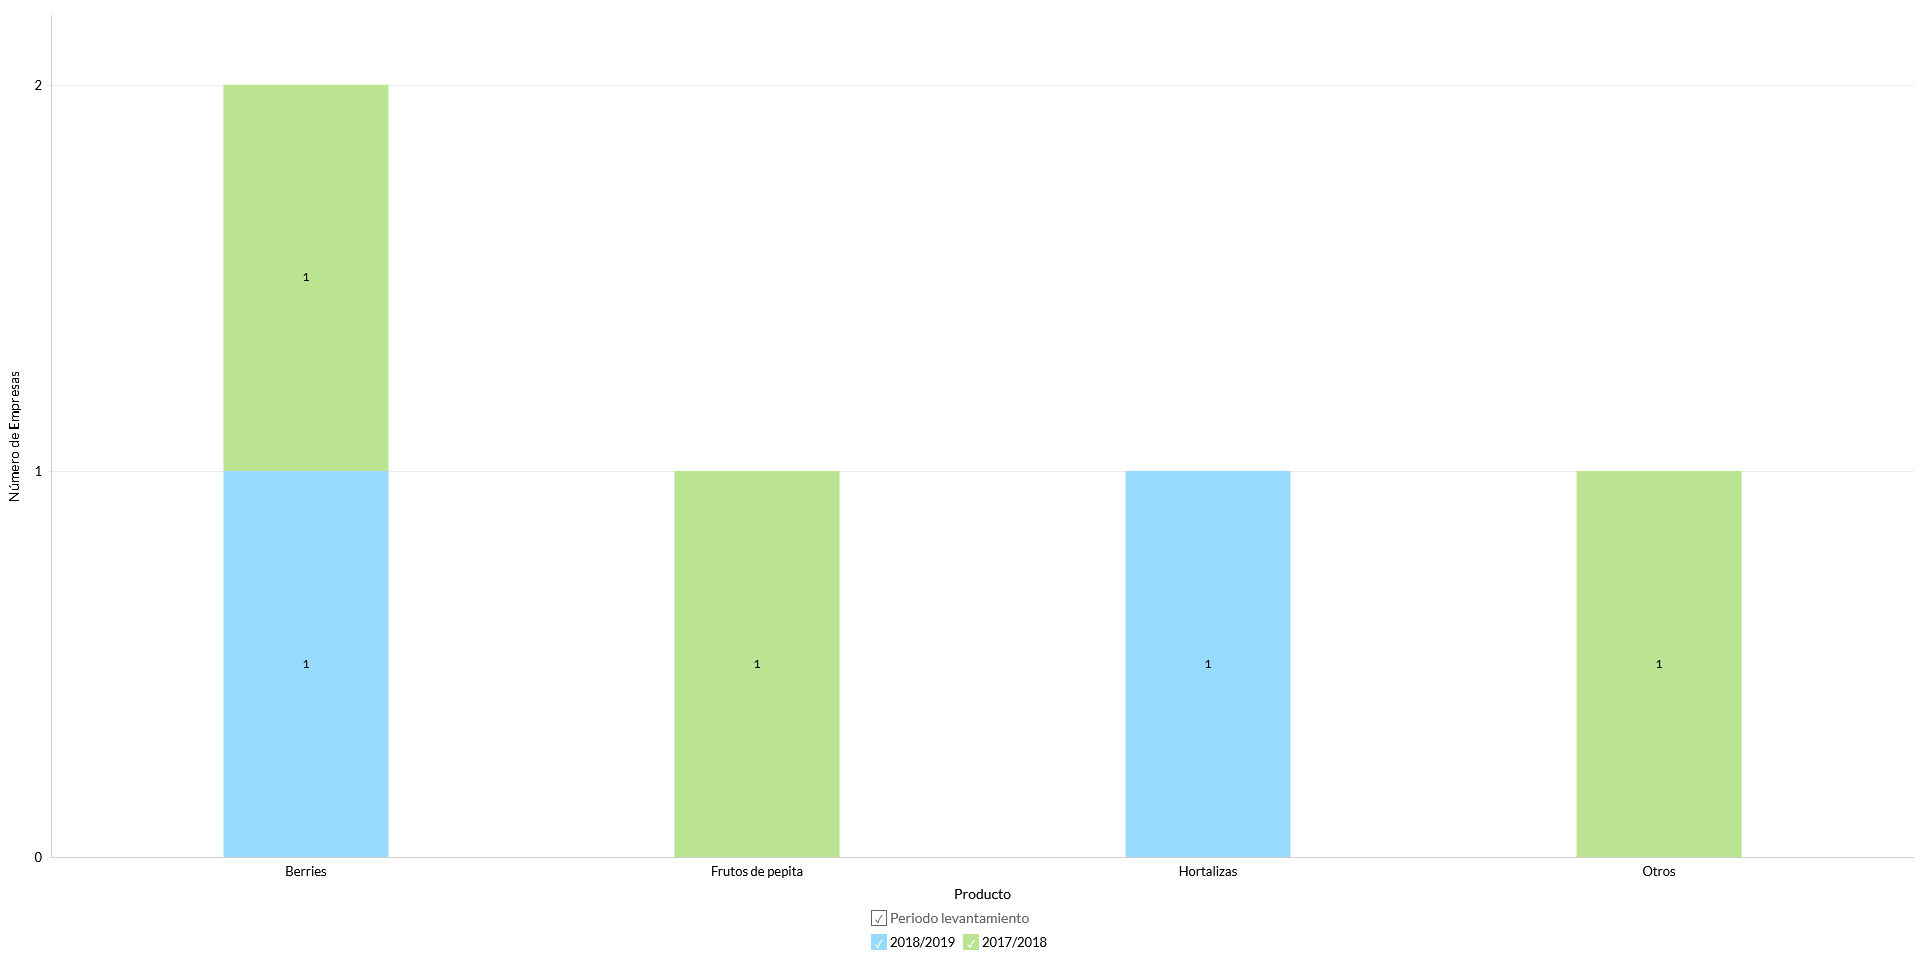 Número de Empresas
2
1
0
1
1
1
1
1
Berries
Frutos de pepita
Hortalizas
Otros
Producto
Periodo levantamiento
2018/2019 2017/2018